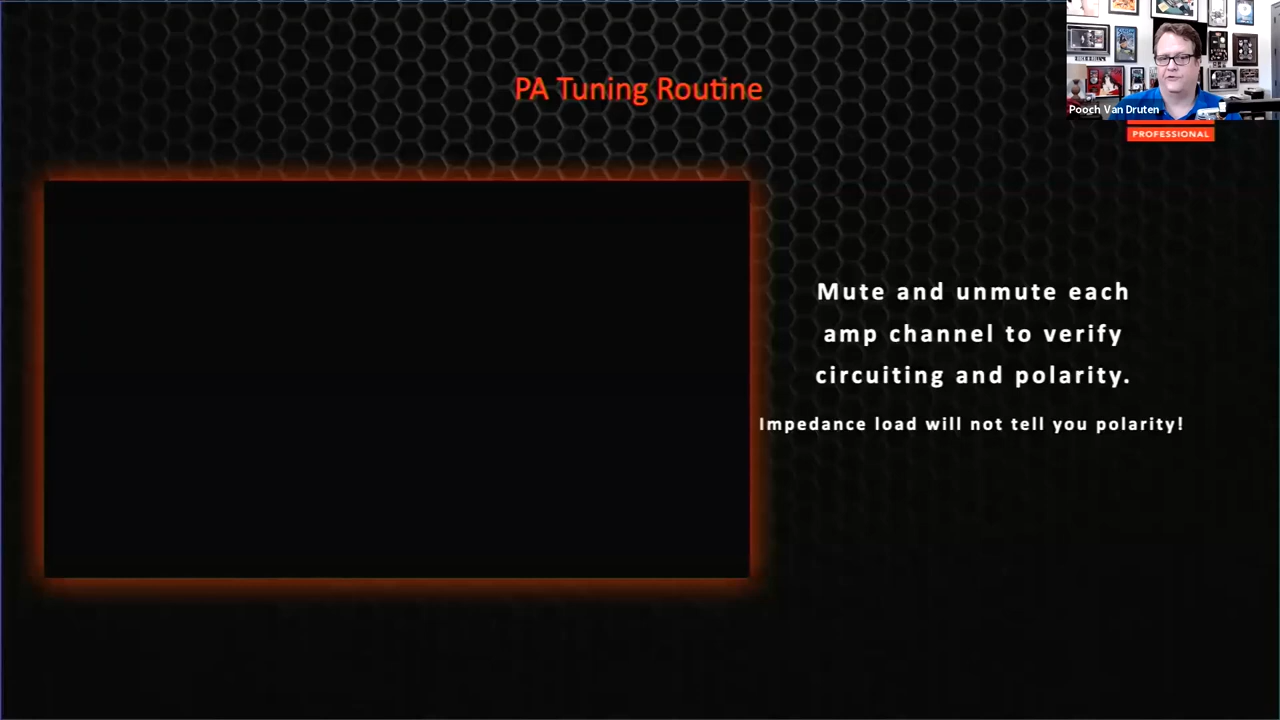 PA Tuning Routine
Pooch Van Druten
PROFESSIONAL
Mute and unmute each
amp channel to verify
circuiting and polarity.
Impedance load will not tell you polarity!